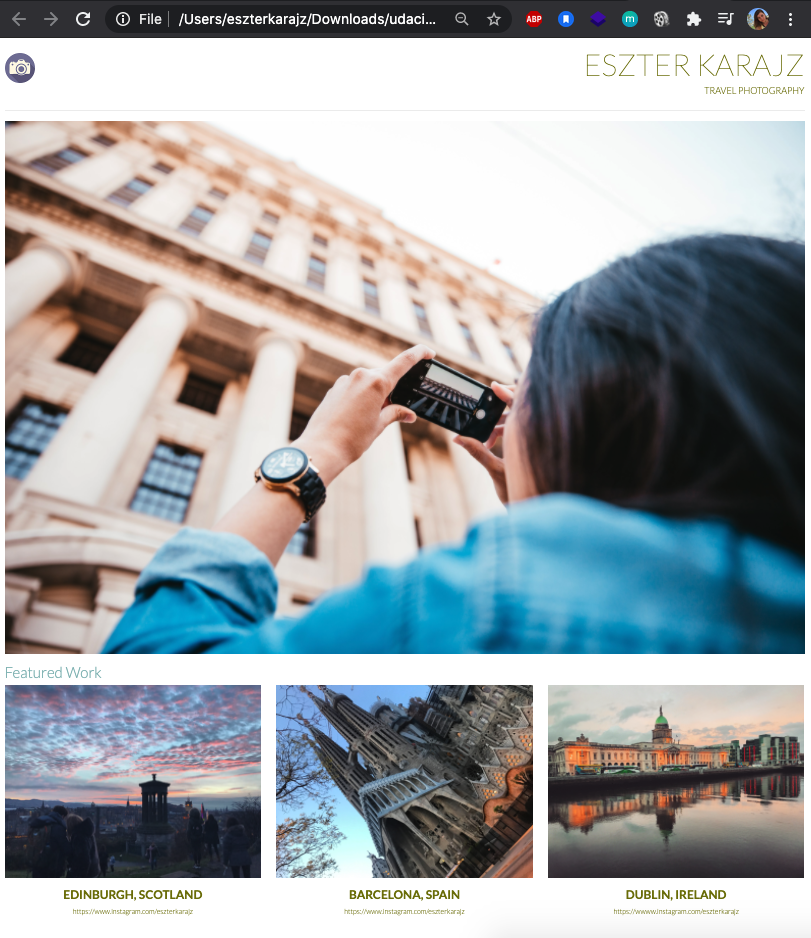 File
/Users/eszterkarajz/Downloads/udaci...
ABP
m
ESZTER KARAJZ
TRAVEL PHOTOGRAPHY
Featured Work
EDINBURGH, SCOTLAND
BARCELONA, SPAIN
DUBLIN, IRELAND
https://www.instagram.com/eszterkarajz
https://www.instagram.com/eszterkarajz
https://wwww.instagram.com/eszterkarajz